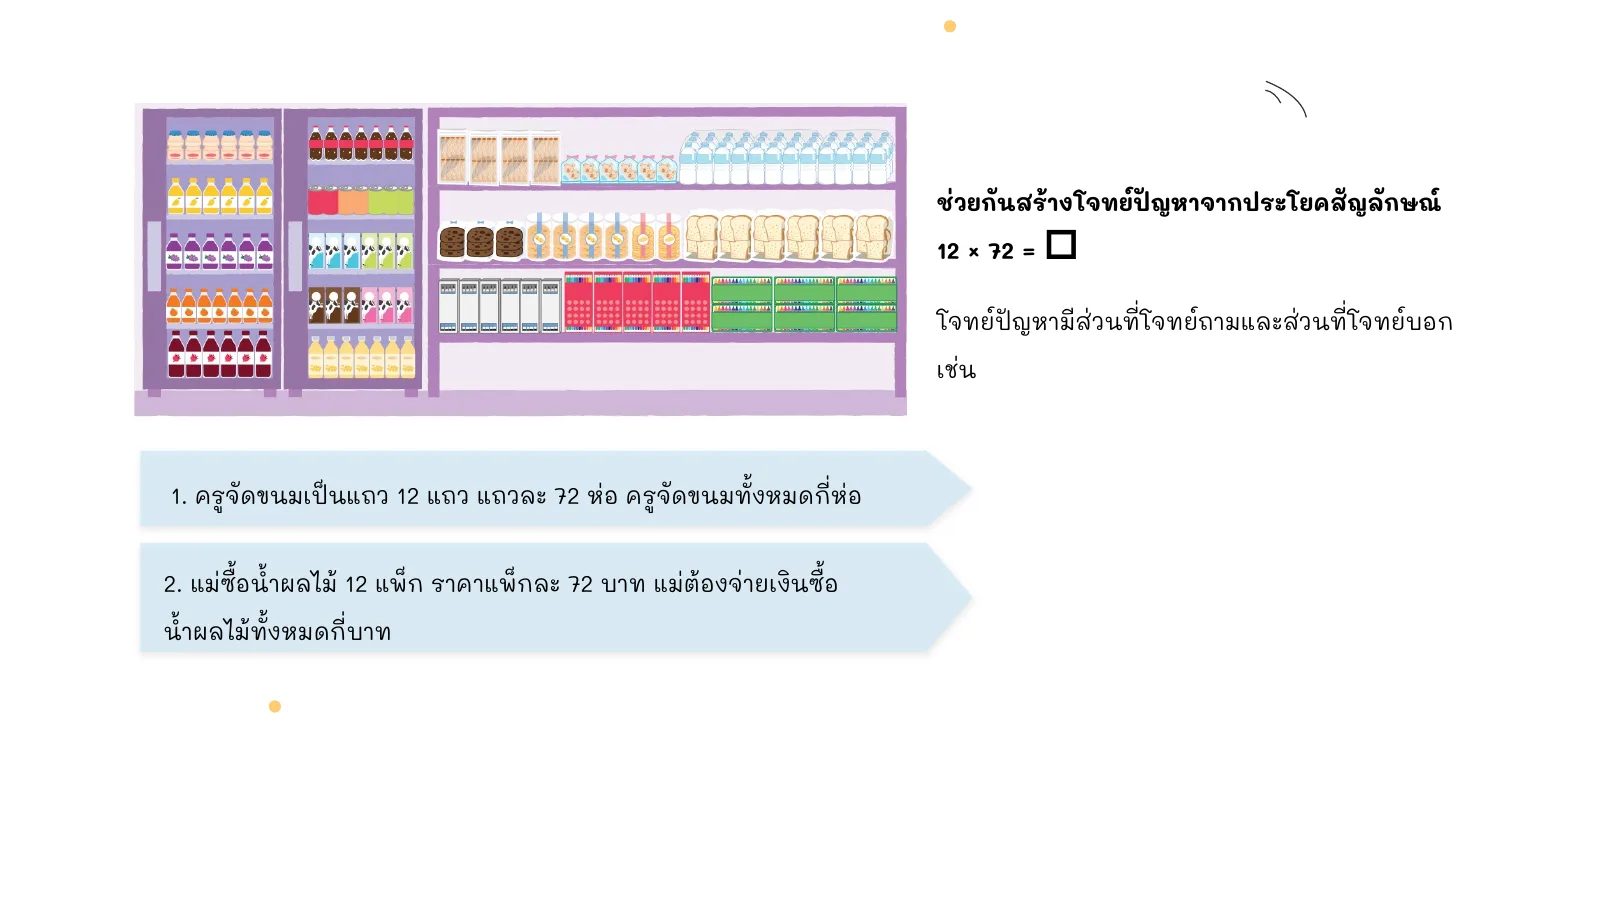 ช่วยกันสร้างโจทย์ปัญหาจากประโยคสัญลักษณ์
12 × 72 = □
โจทย์ปัญหามีส่วนที่โจทย์ถามและส่วนที่โจทย์บอก
เช่น
1. ครูจัดขนมเป็นแถว 12 แถว แถวละ 72 ห่อ ครูจัดขนมทั้งหมดกี่ห่อ
2. แม่ซื้อน้ำผลไม้ 12 แพ็ก ราคาแพ็กละ 72 บาท แม่ต้องจ่ายเงินซื้อ
น้ำผลไม้ทั้งหมดกี่บาท